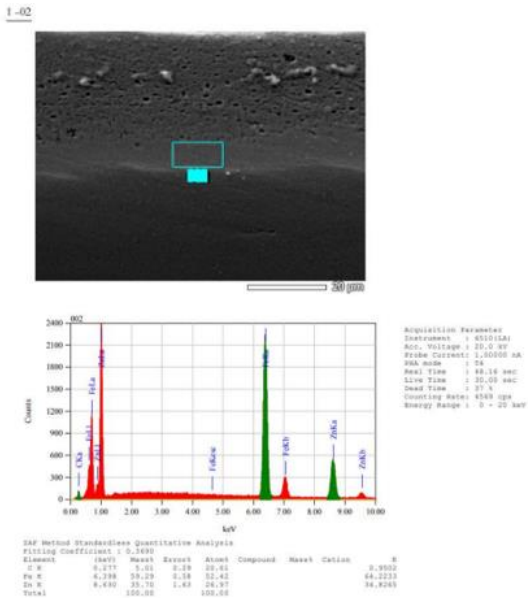 1 -02
20 µm
002
2400
2100
1800
1500
1200
900
600
300
0
Counts
CKa
FeLl
FeLa
ZnLl
ZnLa
FeKesc
FeKb
ZnKa
ZnKb
0.00 1.00 2.00 3.00 4.00 5.00 6.00 7.00 8.00 9.00 10.00
keV
Acquisition Parameter
Instrument : 6510(LA)
Acc. Voltage : 20.0 kV
Probe Current: 1.00000 nA
PHA mode : T4
Real Time : 48.16 sec
Live Time : 30.00 sec
Dead Time : 37 %
Counting Rate: 4569 cps
Energy Range : 0 - 20 keV
ZAF Method Standardless Quantitative Analysis
Fitting Coefficient : 0.3690
Element (keV) Mass% Error% Atom% Compound Mass% Cation K
C K 0.277 5.01 0.29 20.61 0.9502
Fe K 6.398 59.29 0.58 52.42 64.2233
Zn K 8.630 35.70 1.63 26.97 34.8265
Total 100.00 100.00